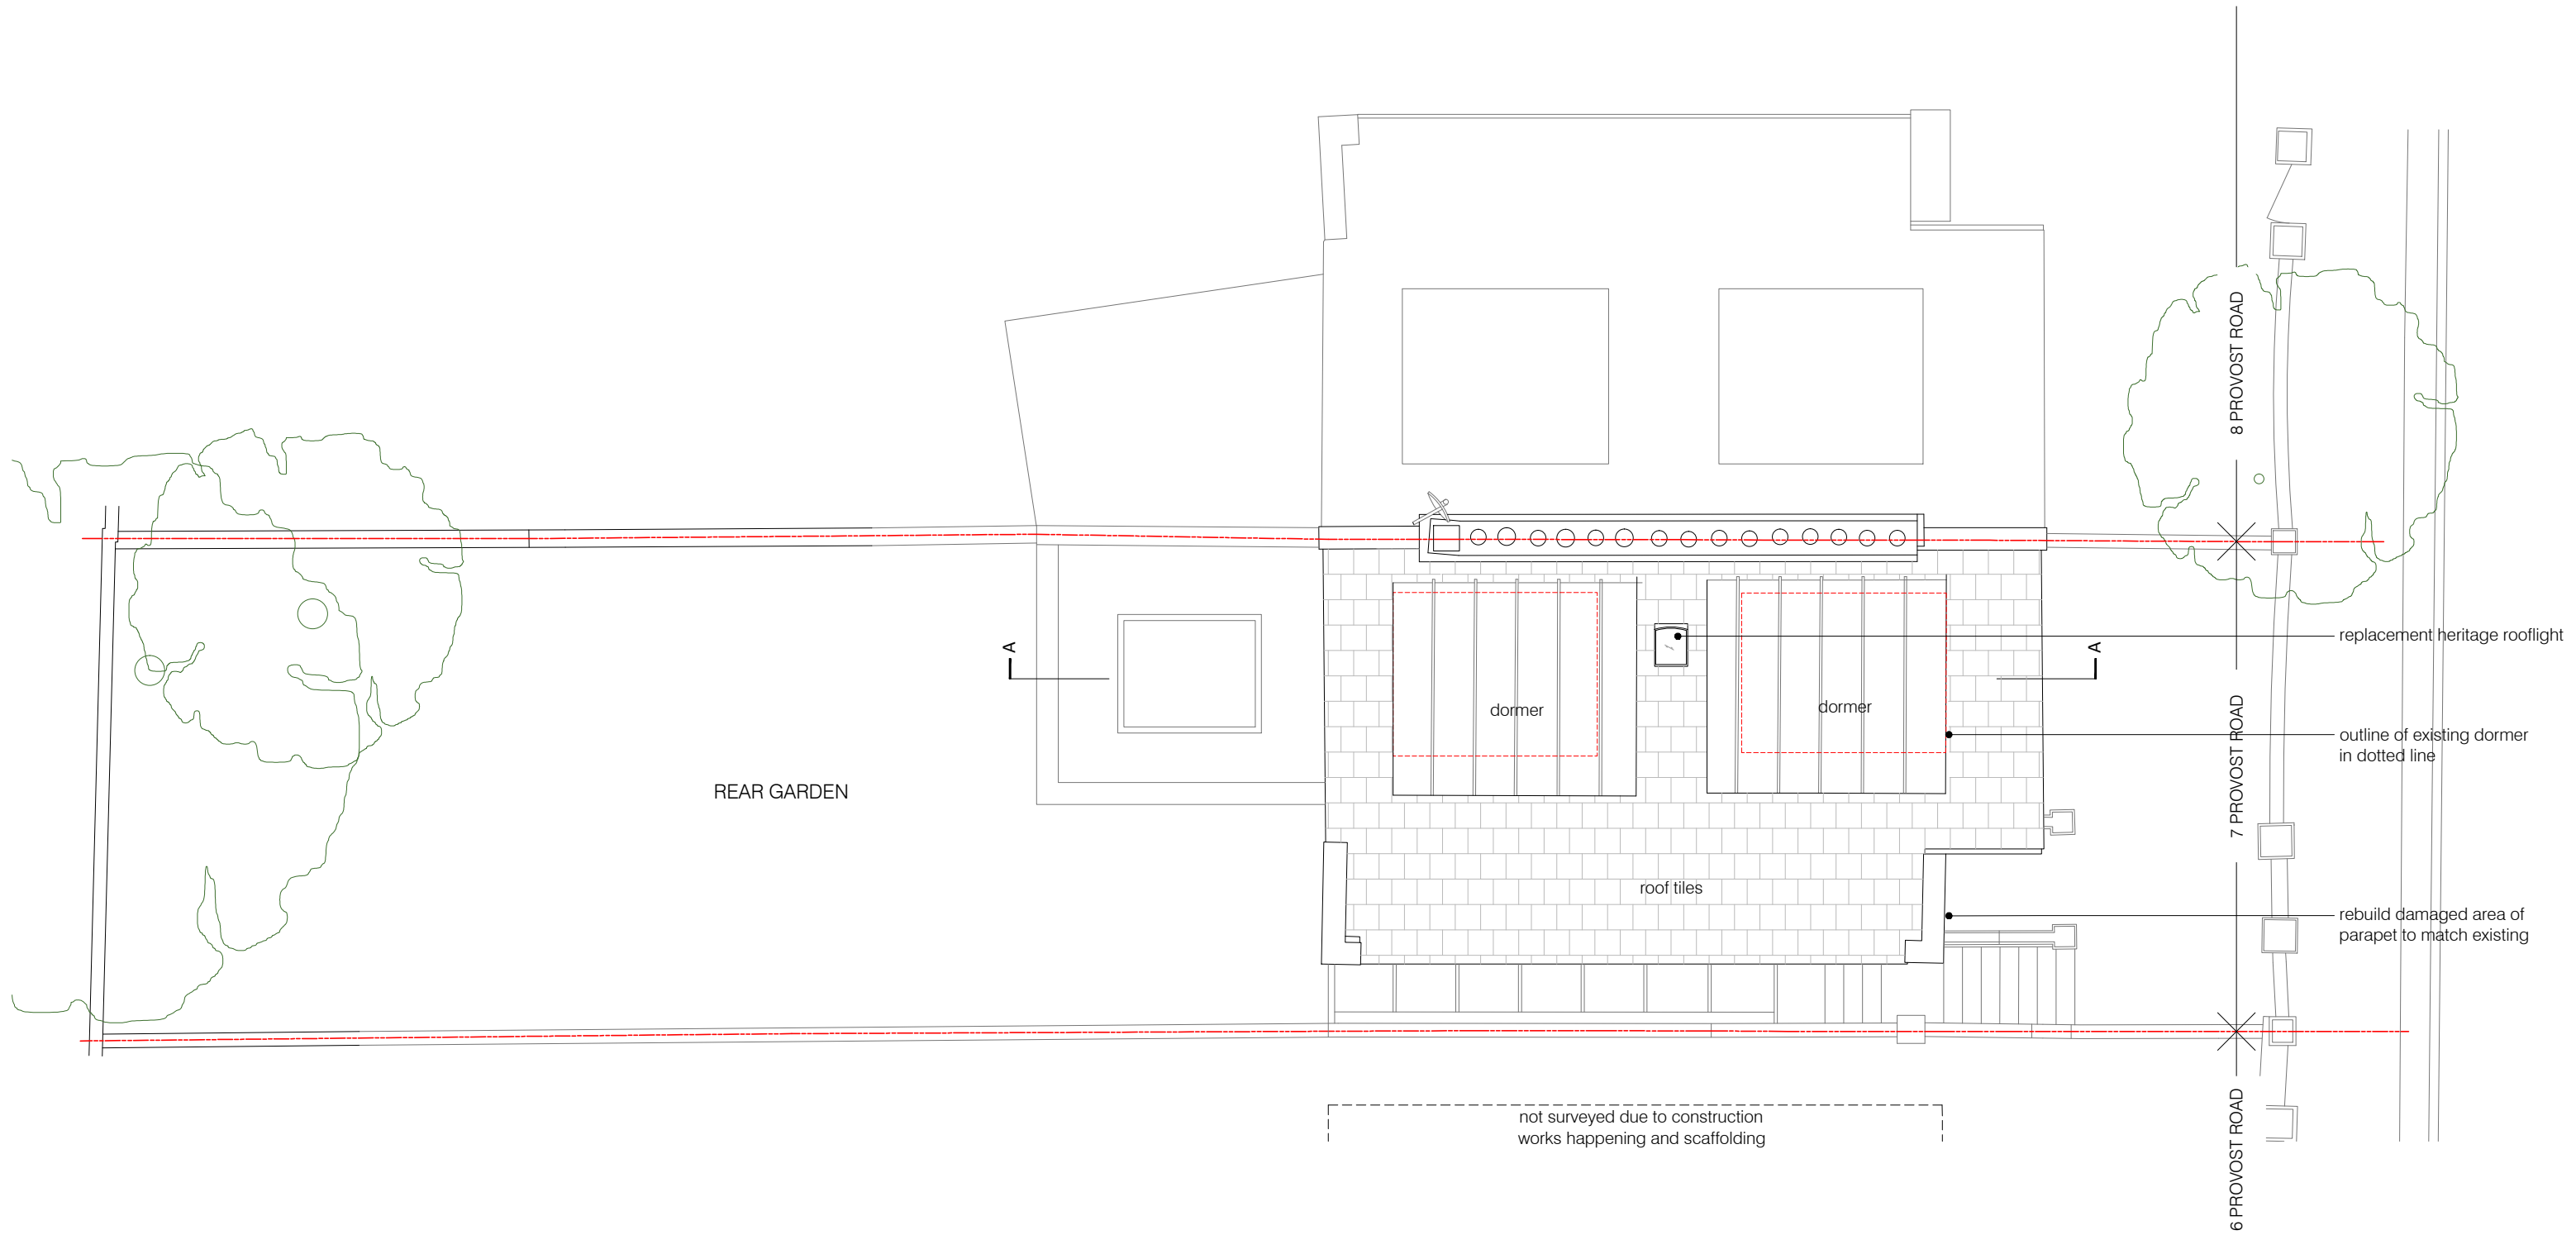 8 PROVOST ROAD
replacement heritage rooflight
A
A
dormer
dormer
7 PROVOST ROAD
outline of existing dormer
in dotted line
REAR GARDEN
roof tiles
rebuild damaged area of
parapet to match existing
not surveyed due to construction
works happening and scaffolding
6 PROVOST ROAD